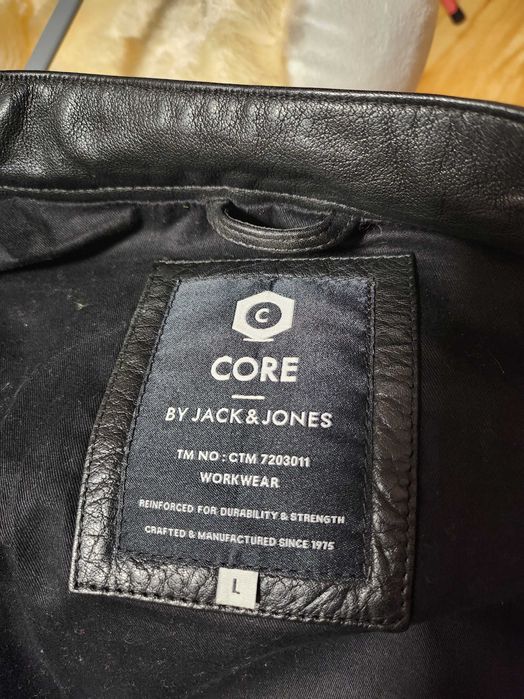 C
CORE
BY JACK & JONES
TM NO : CTM 7203011
WORKWEAR
REINFORCED FOR DURABILITY & STRENGTH
CRAFTED & MANUFACTURED SINCE 1975
L